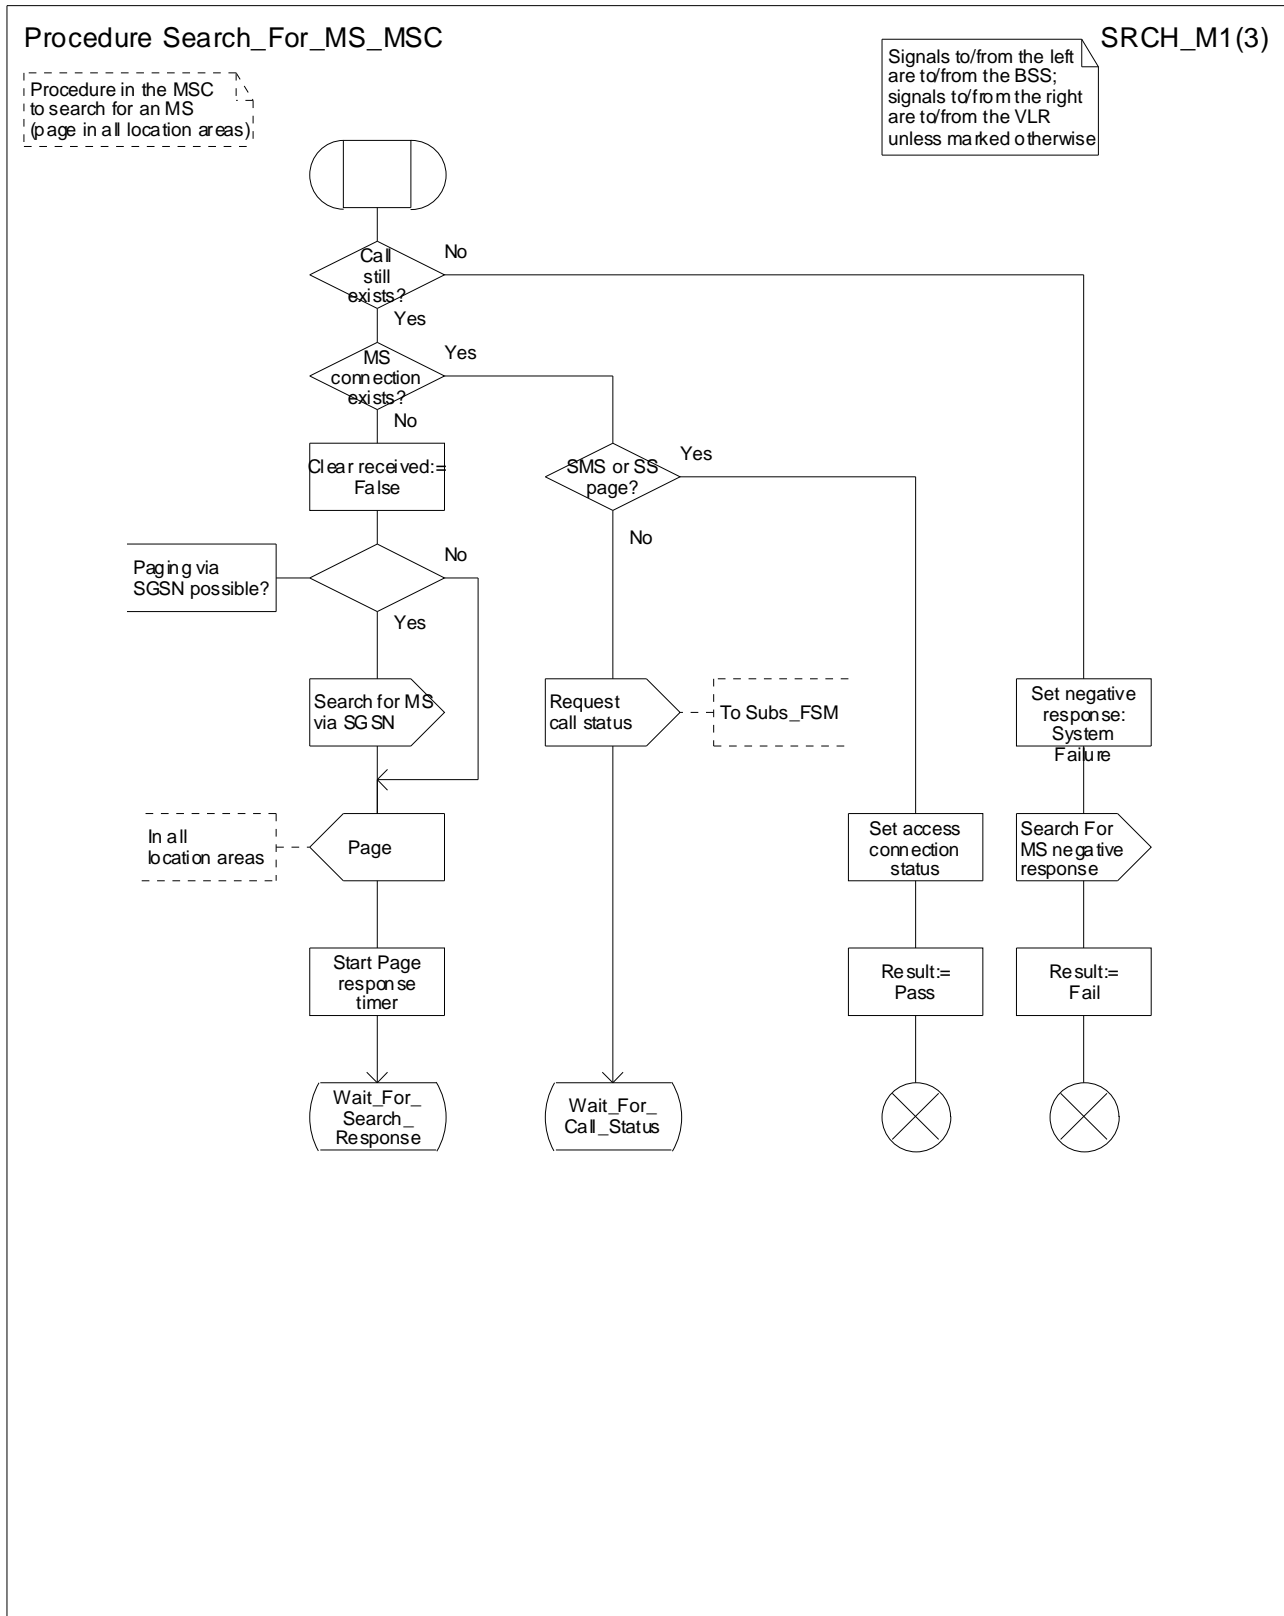 Procedure Search_For_MS_MSC
SRCH_M1(3)
Procedure in the MSC
to search for an MS
(page in all location areas)
Signals to/from the left
are to/from the BSS;
signals to/from the right
are to/from the VLR
unless marked otherwise
Call
still
exists?
No
Yes
MS
connection
exists?
Yes
No
Clear received:=
False
SMS or SS
page?
Yes
No
Paging via
SGSN possible?
No
Yes
Search for MS
via SGSN
Request
call status
To Subs_FSM
Set negative
response:
System
Failure
In all
location areas
Page
Set access
connection
status
Search For
MS negative
response
Start Page
response
timer
Result:=
Pass
Result:=
Fail
Wait_For_
Search_
Response
Wait_For_
Call_Status